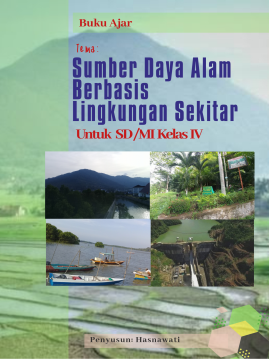 Buku Ajar
Tema:
Sumber Daya Alam
Berbasis
Lingkungan Sekitar
Untuk SD/MI Kelas IV
Penyusun: Hasnawati